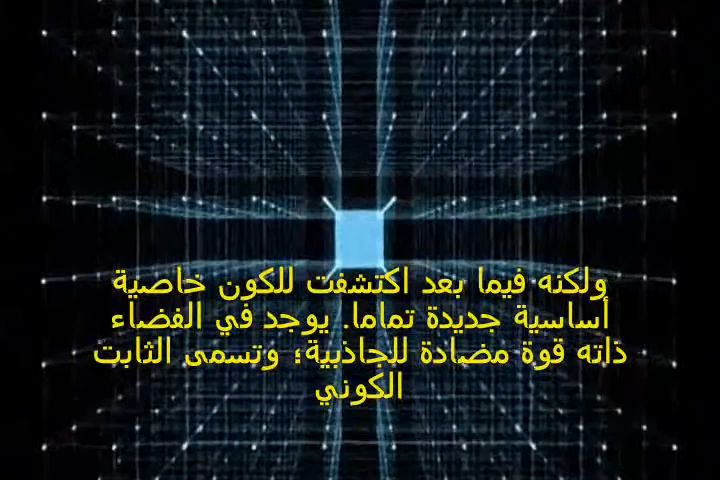 ولكنه فيما بعد اكتشفت للكون خاصية
أساسية جديدة تماما. يوجد في الفضاء
ذاته قوة مضادة للجاذبية؛ وتسمى الثابت
الكوني